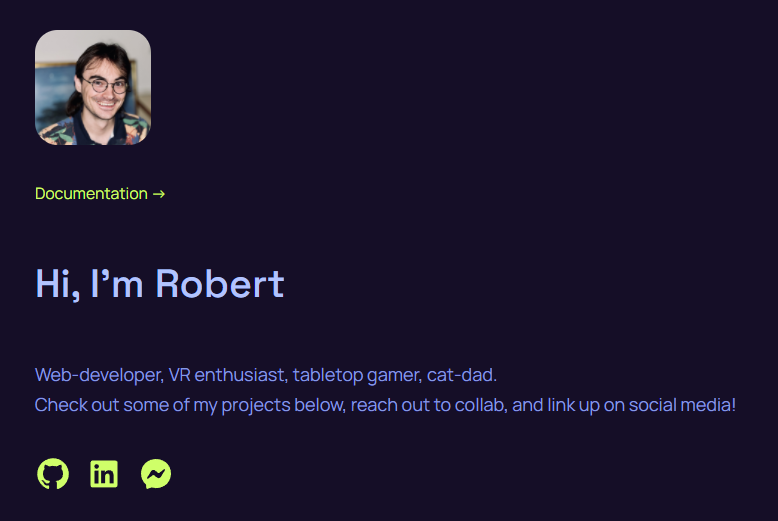 Documentation →
Hi, I’m Robert
Web-developer, VR enthusiast, tabletop gamer, cat-dad.
Check out some of my projects below, reach out to collab, and link up on social media!
in